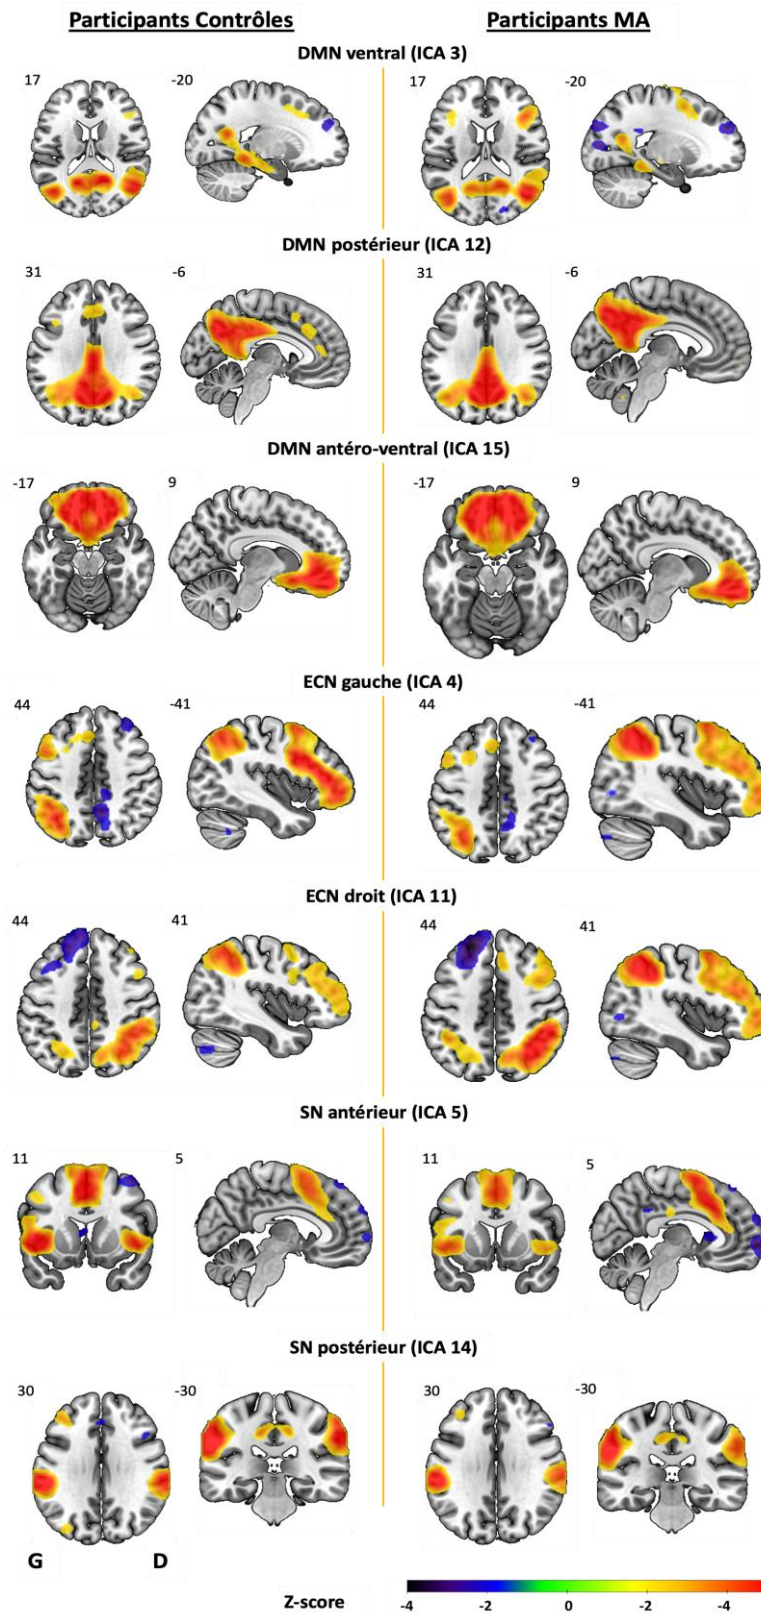 Participants Contrôles Participants MA
DMN ventral (ICA 3)
17 -20 17 -20
DMN postérieur (ICA 12)
31 -6 31 -6
DMN antéro-ventral (ICA 15)
-17 9 -17 9
ECN gauche (ICA 4)
44 -41 44 -41
ECN droit (ICA 11)
44 41 44 41
SN antérieur (ICA 5)
11 5 11 5
SN postérieur (ICA 14)
30 -30 30 -30
G D
Z-score
-4 -2 0 -2 -4